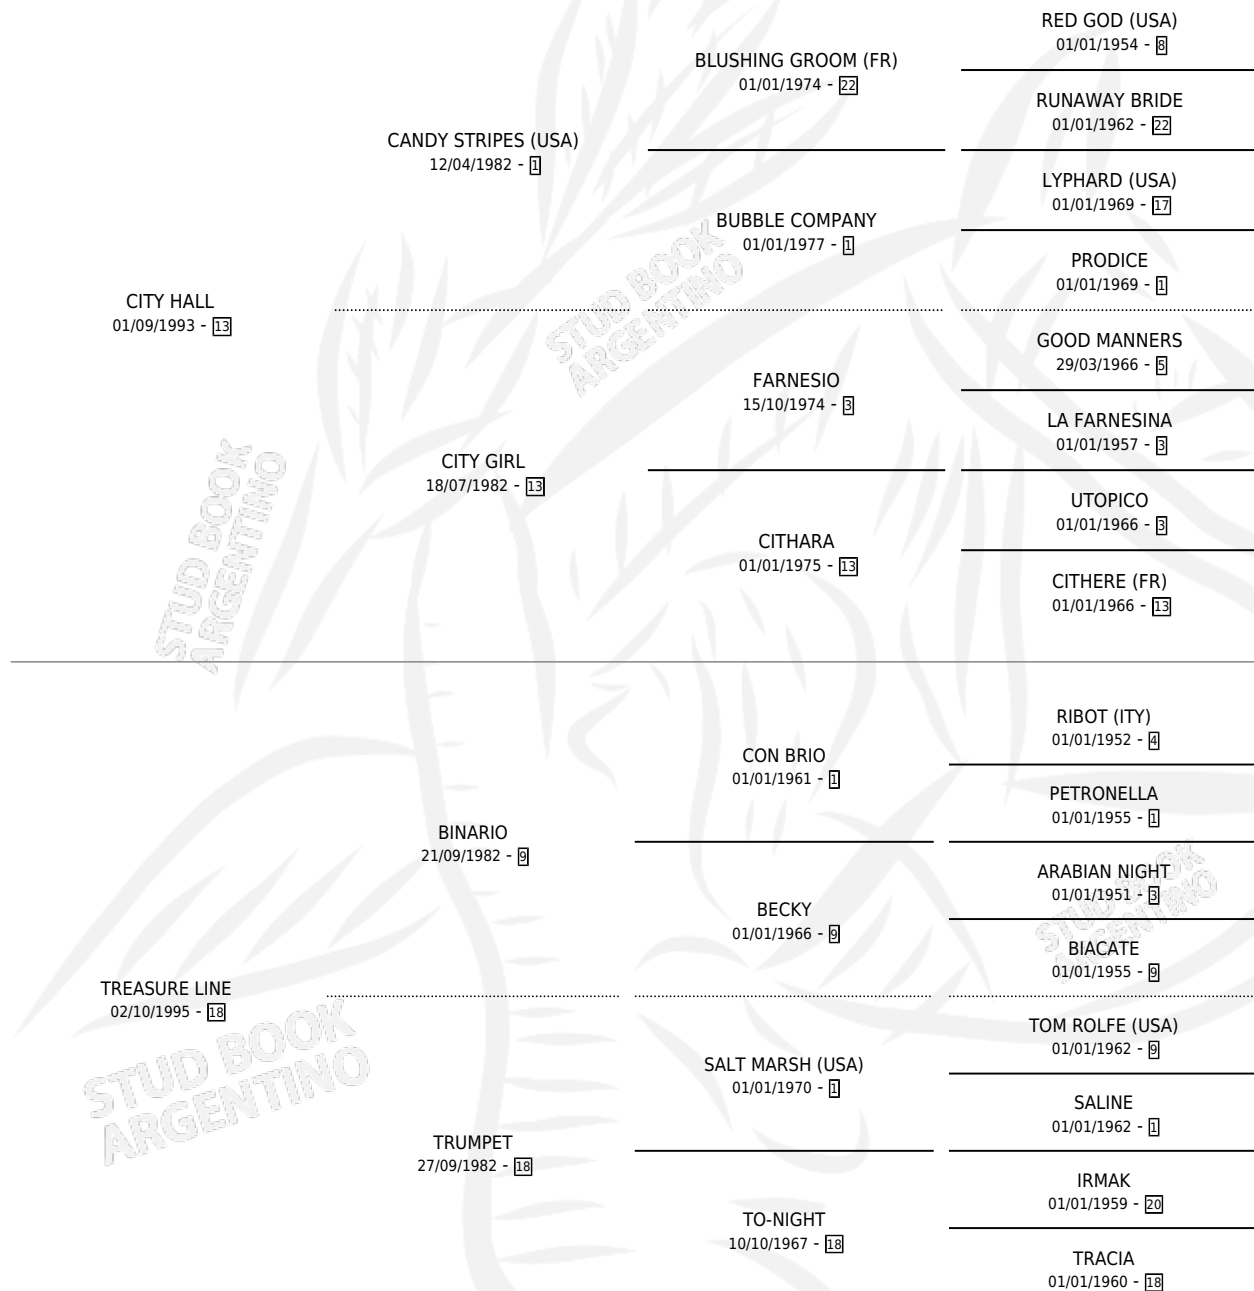 RED GOD (USA)
01/01/1954 - 8
BLUSHING GROOM (FR)
01/01/1974 - 22
RUNAWAY BRIDE
01/01/1962 - 22
CANDY STRIPES (USA)
12/04/1982 - 1
LYPHARD (USA)
01/01/1969 - 17
BUBBLE COMPANY
01/01/1977 - 1
PRODICE
01/01/1969 - 1
CITY HALL
01/09/1993 - 13
GOOD MANNERS
29/03/1966 - 5
FARNESIO
15/10/1974 - 3
LA FARNESINA
01/01/1957 - 3
CITY GIRL
18/07/1982 - 13
UTOPICO
01/01/1966 - 3
CITHARA
01/01/1975 - 13
CITHERE (FR)
01/01/1966 - 13
RIBOT (ITY)
01/01/1952 - 4
CON BRIO
01/01/1961 - 1
PETRONELLA
01/01/1955 - 1
BINARIO
21/09/1982 - 9
ARABIAN NIGHT
01/01/1951 - 3
BECKY
01/01/1966 - 9
BIACATE
01/01/1955 - 9
TREASURE LINE
02/10/1995 - 18
TOM ROLFE (USA)
01/01/1962 - 9
SALT MARSH (USA)
01/01/1970 - 1
SALINE
01/01/1962 - 1
TRUMPET
27/09/1982 - 18
IRMAK
01/01/1959 - 20
TO-NIGHT
10/10/1967 - 18
TRACIA
01/01/1960 - 18
STUD BOOK
ARGENTINO
STUD BOOK
ARGENTINO
STUD BOOK
ARGENTINO
STUD BOOK
ARGENTINO